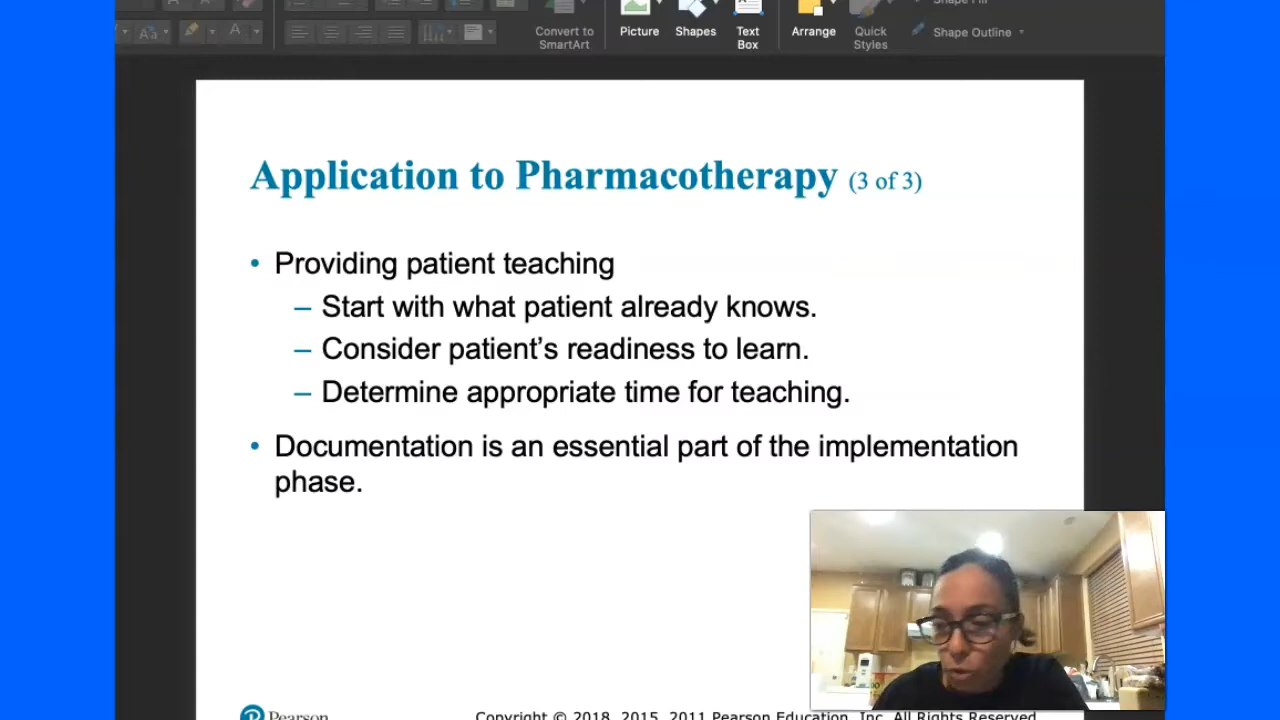 Shape Fill
Aa
A
Convert to
SmartArt
Picture
Shapes
Text
Box
Arrange
Quick
Styles
Shape Outline
Application to Pharmacotherapy (3 of 3)
• Providing patient teaching
– Start with what patient already knows.
– Consider patient's readiness to learn.
– Determine appropriate time for teaching.
• Documentation is an essential part of the implementation
phase.
Pearson
Copyright © 2018, 2015, 2011 Pearson Education, Inc. All Rights Reserved